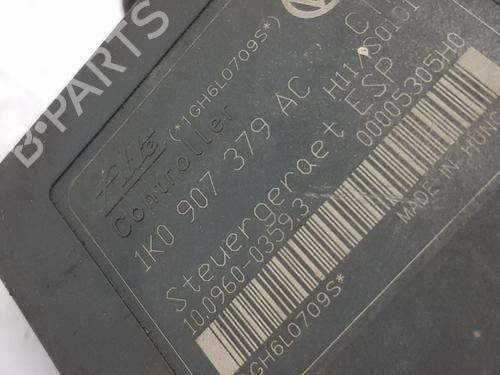 B-PARTS
C
(*1GH6L0709S*)
Controller
1K0 907 379 AC H11 S0101
Steuergeraet ESP
10.0960-0359.3 00005305H0
MADE IN HUN
GH6L0709S*